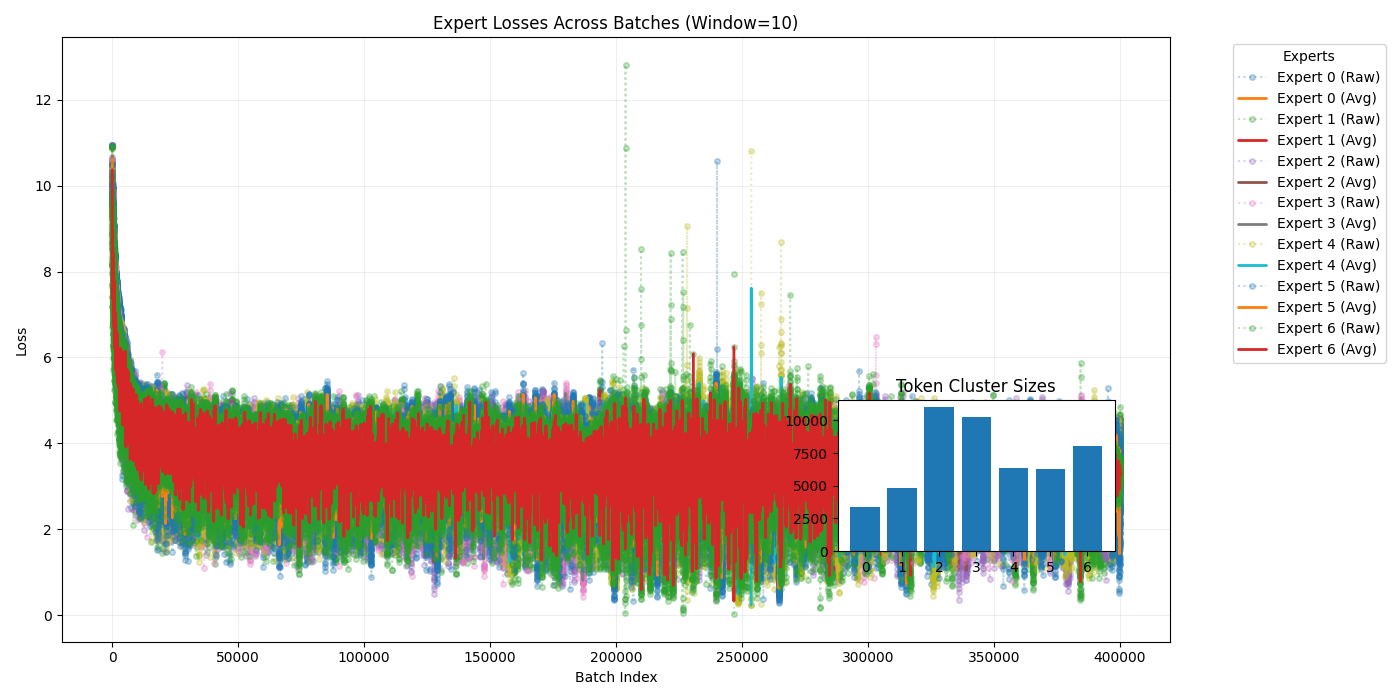 Expert Losses Across Batches (Window=10)
Loss
12
10
8
6
4
2
0
0
50000
100000
150000
200000
250000
300000
350000
400000
Batch Index
Token Cluster Sizes
10000
7500
5000
2500
0
0
1
2
3
4
5
6
Experts
Expert 0 (Raw)
Expert 0 (Avg)
Expert 1 (Raw)
Expert 1 (Avg)
Expert 2 (Raw)
Expert 2 (Avg)
Expert 3 (Raw)
Expert 3 (Avg)
Expert 4 (Raw)
Expert 4 (Avg)
Expert 5 (Raw)
Expert 5 (Avg)
Expert 6 (Raw)
Expert 6 (Avg)